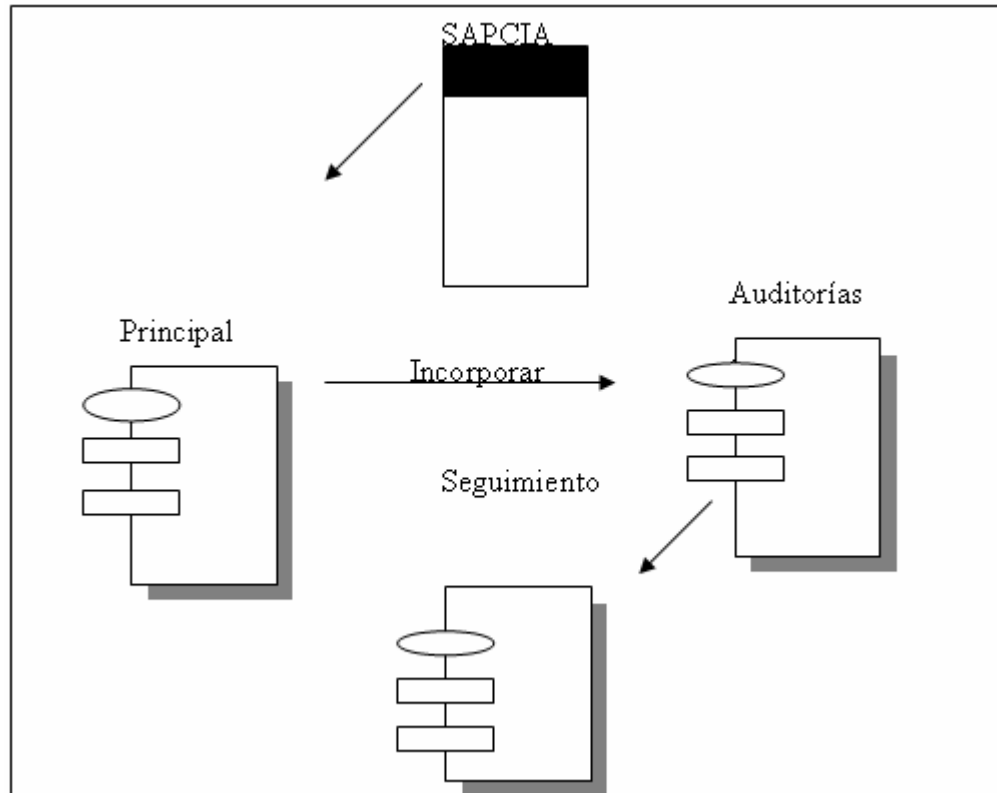 SAPCIA
Auditorías
Principal
Incorporar
Seguimiento